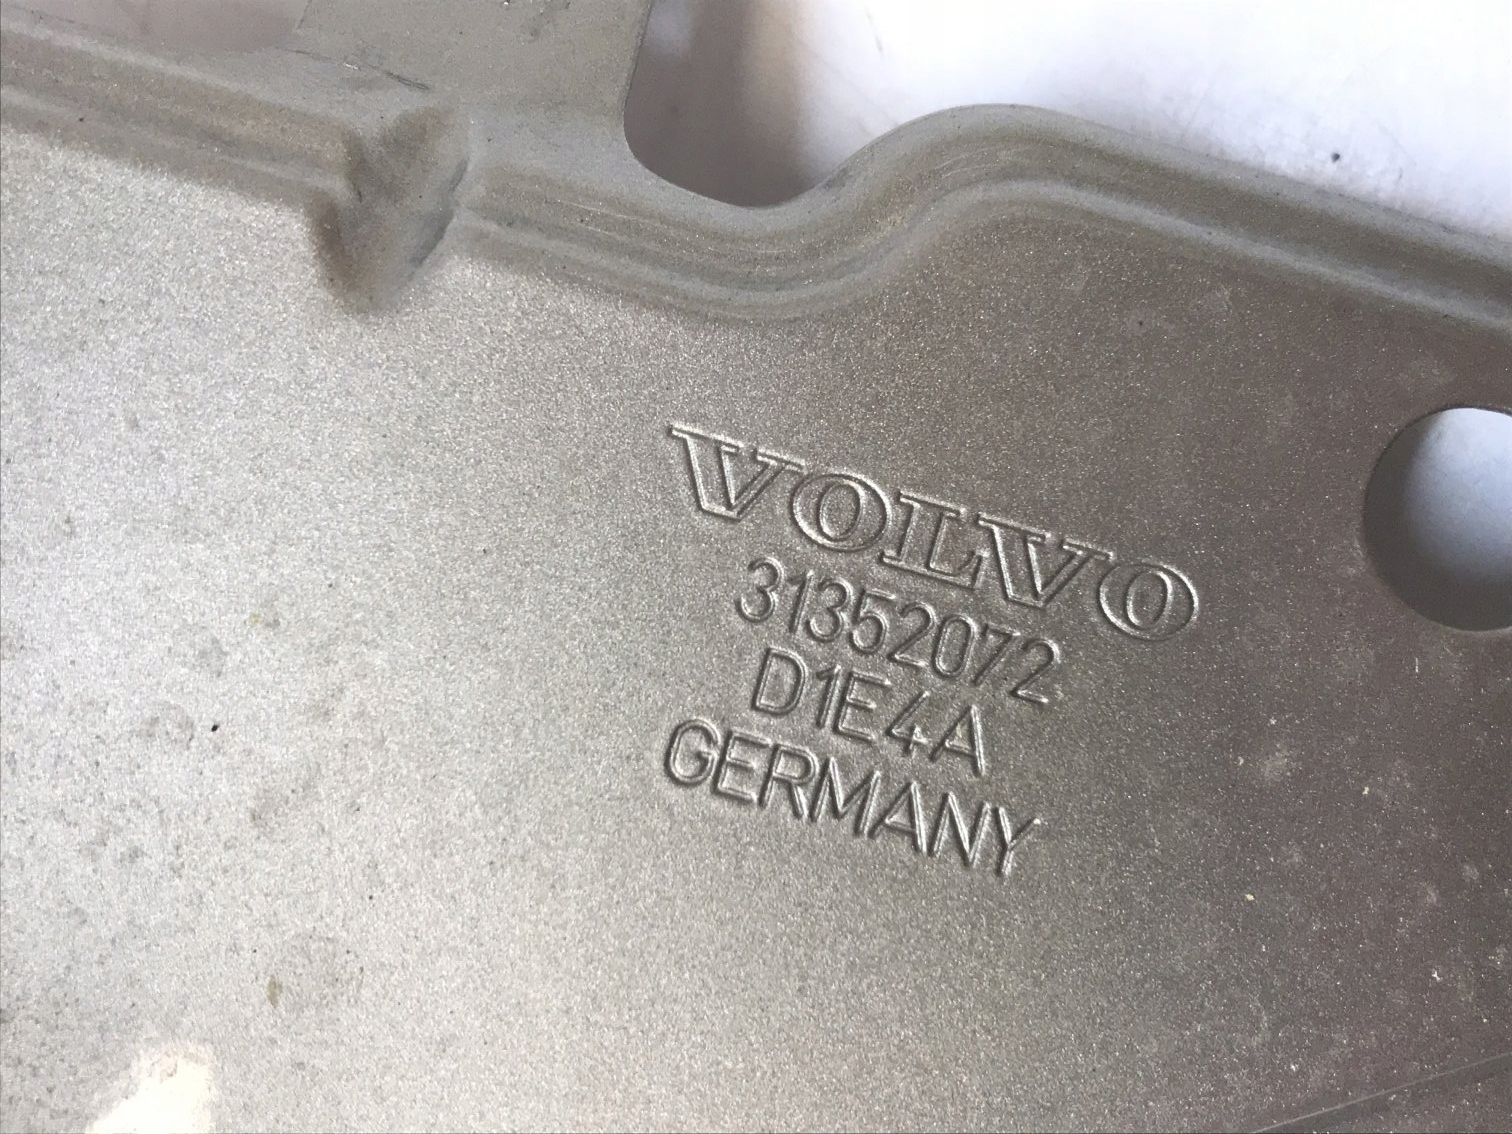 VOLVO
31352072
D1E4A
GERMANY